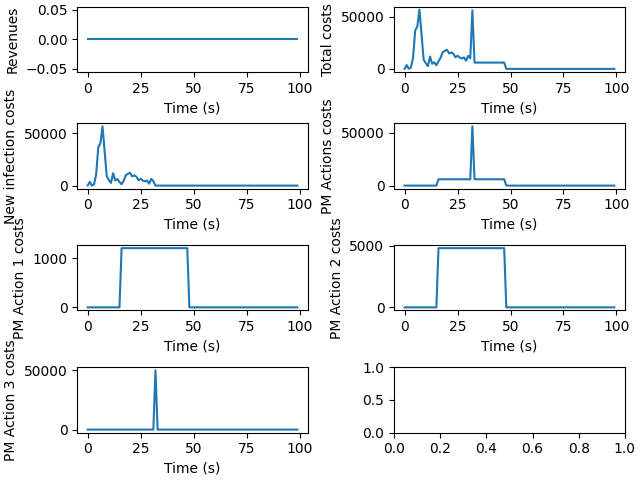 Revenues
0.05
0.00
−0.05
0 25 50 75 100
Time (s)
Total costs
50000
0
0 25 50 75 100
Time (s)
New infection costs
50000
0
0 25 50 75 100
Time (s)
PM Actions costs
50000
0
0 25 50 75 100
Time (s)
PM Action 1 costs
1000
0
0 25 50 75 100
Time (s)
PM Action 2 costs
5000
0
0 25 50 75 100
Time (s)
PM Action 3 costs
50000
0
0 25 50 75 100
Time (s)
1.0
0.5
0.0
0.0 0.2 0.4 0.6 0.8 1.0